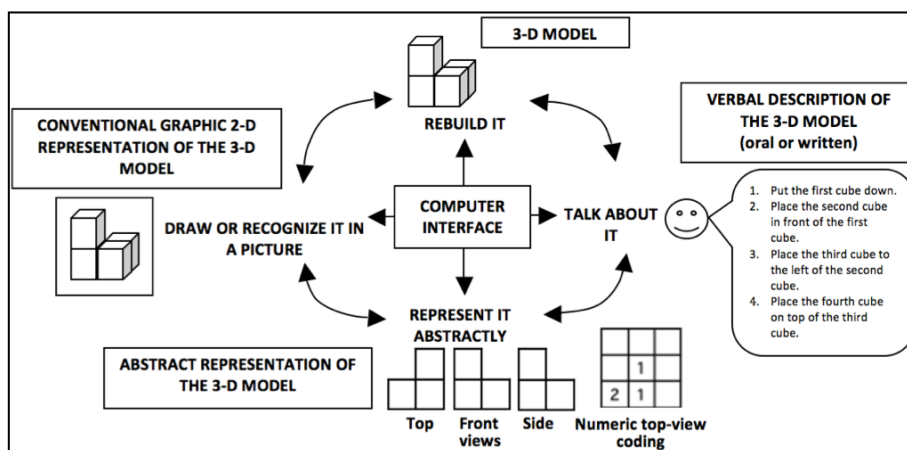 3-D MODEL
REBUILD IT
CONVENTIONAL GRAPHIC 2-D
REPRESENTATION OF THE 3-D
MODEL
VERBAL DESCRIPTION OF
THE 3-D MODEL
(oral or written)
DRAW OR RECOGNIZE IT IN
A PICTURE
COMPUTER
INTERFACE
TALK ABOUT
IT
1. Put the first cube down.
2. Place the second cube
in front of the first
cube.
3. Place the third cube to
the left of the second
cube.
4. Place the fourth cube
on top of the third
cube.
REPRESENT IT
ABSTRACTLY
ABSTRACT REPRESENTATION OF
THE 3-D MODEL
1
2 1
Top Front Side Numeric top-view
views coding